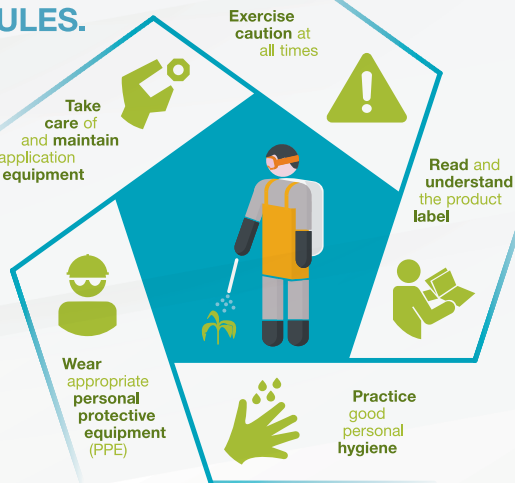 ULES.
Exercise
caution at
all times
Take
care of
and maintain
application
equipment
Read and
understand
the product
label
Wear
appropriate
personal
protective
equipment
(PPE)
Practice
good
personal
hygiene